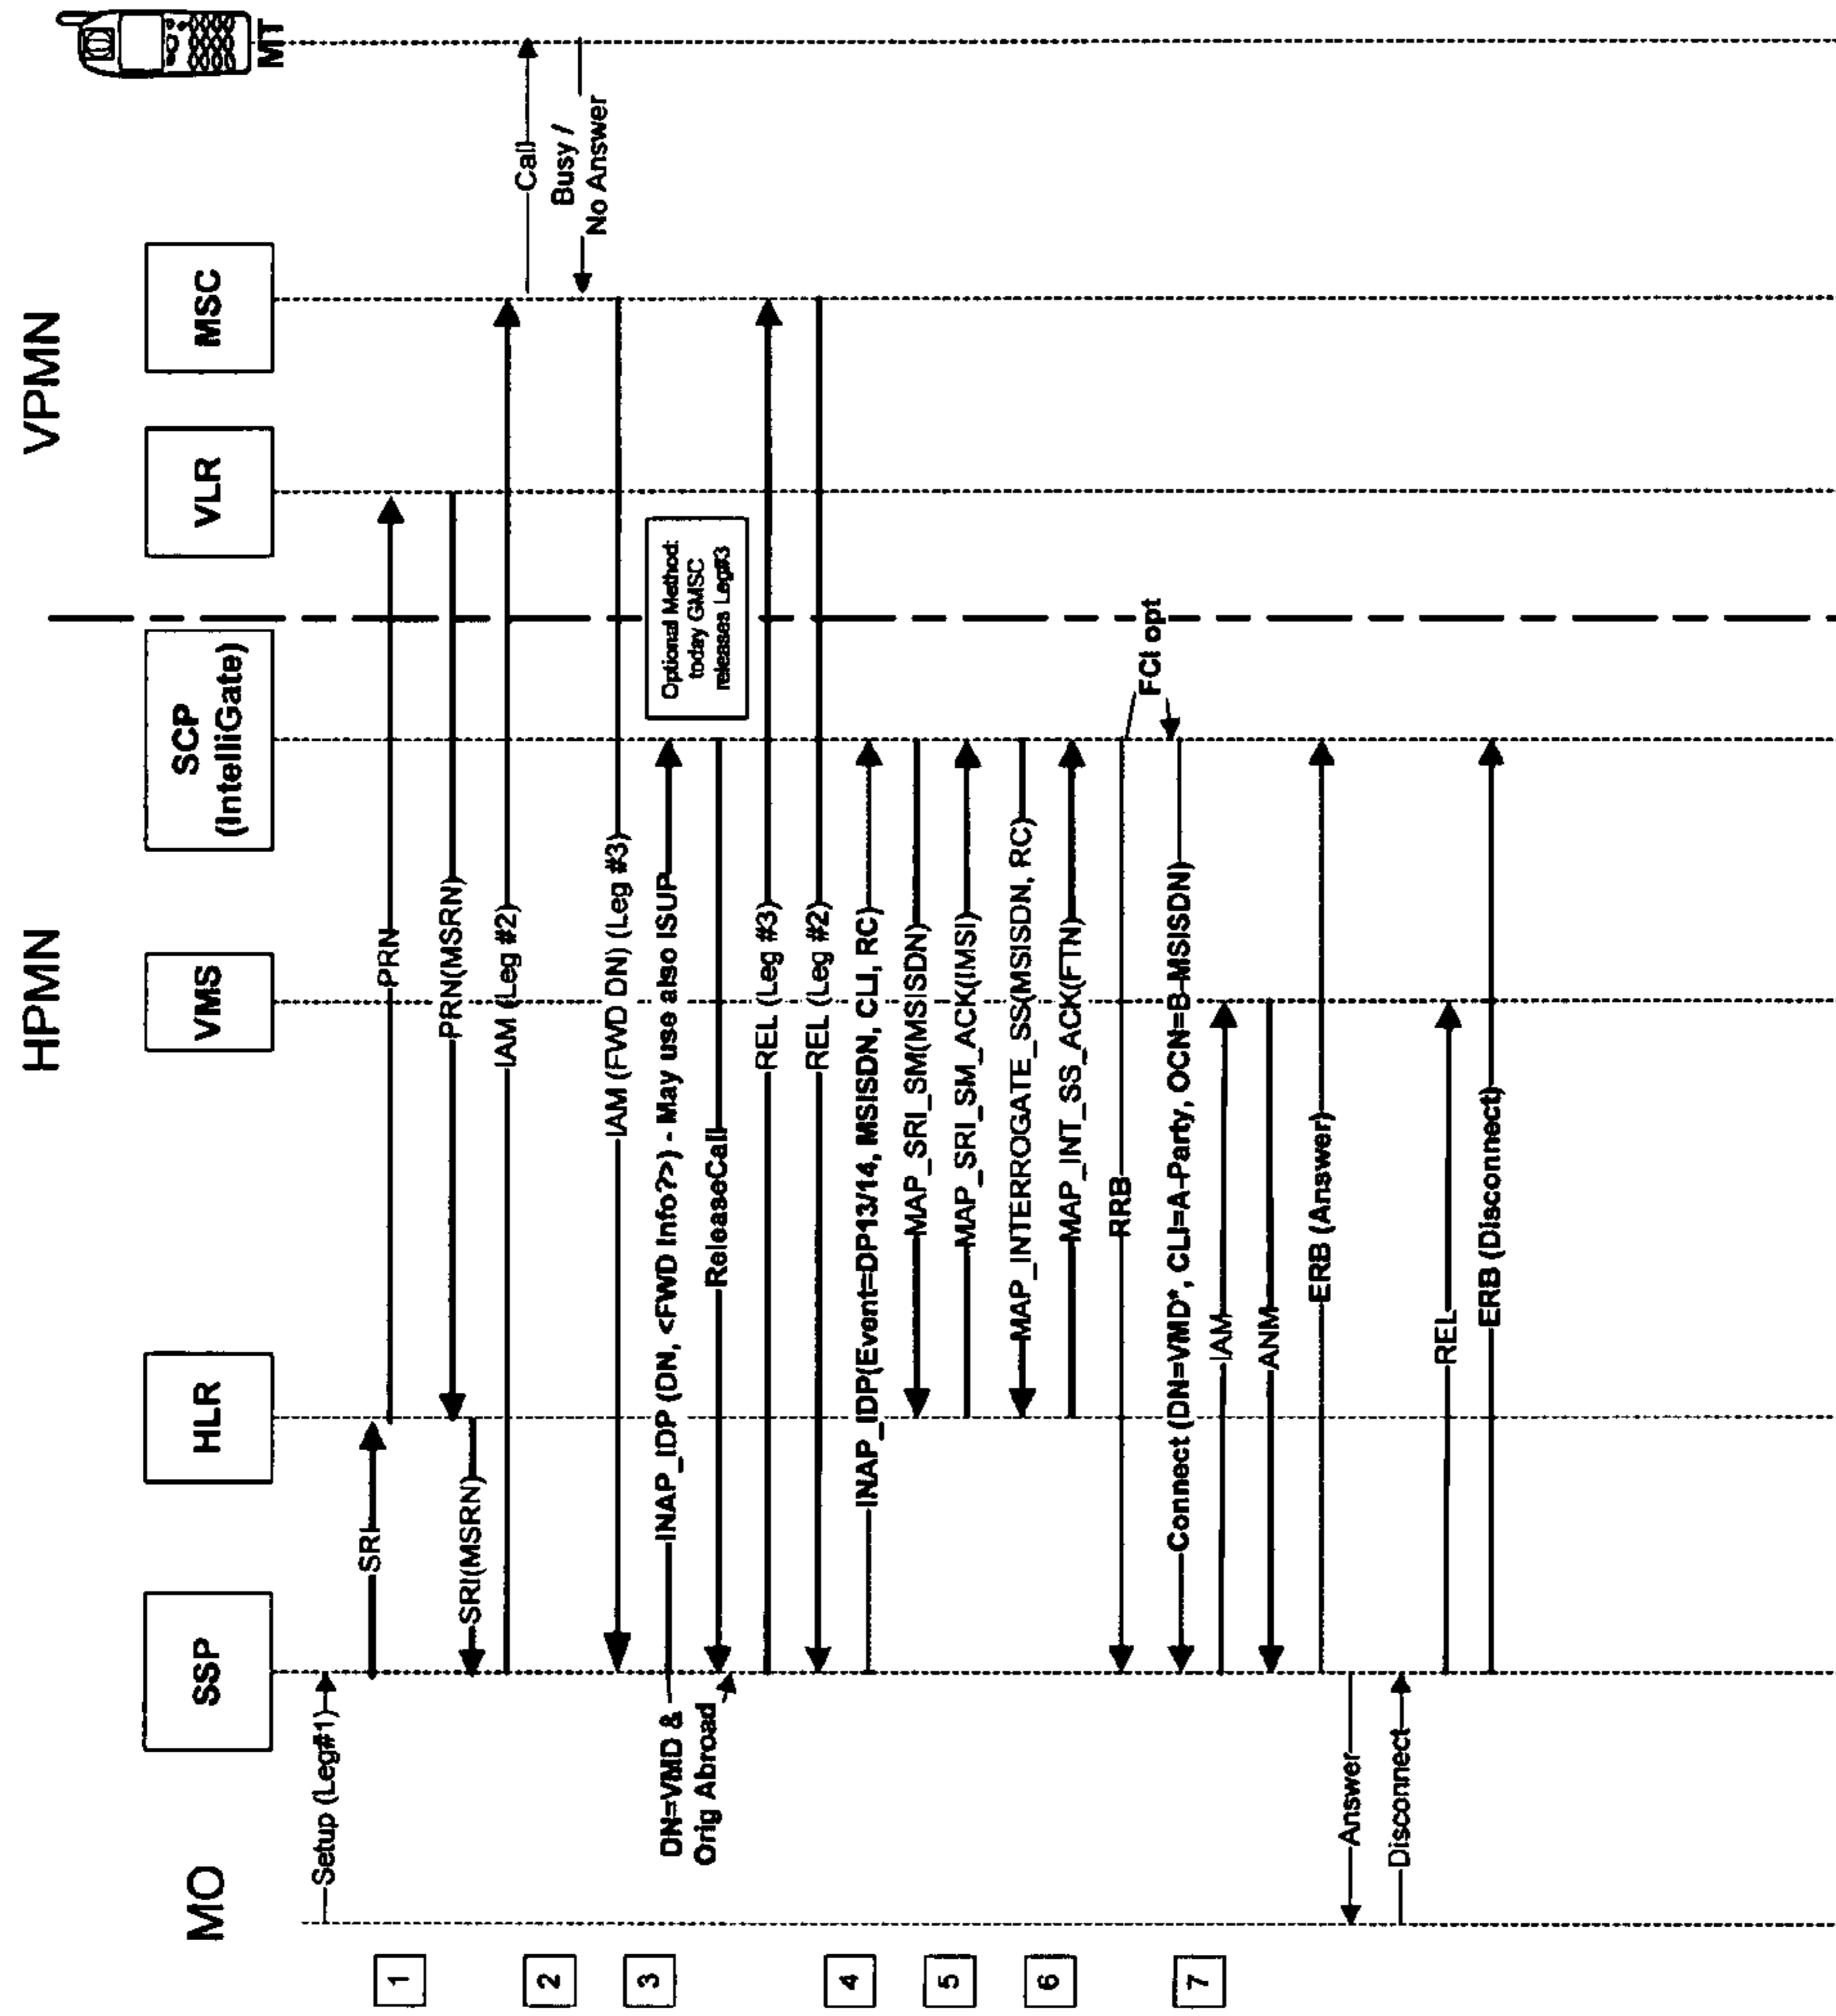 HPMN
VPMN
MO
SSP
HLR
VMS
SCP
(IntelliGate)
VLR
MSC
MT
Setup (Leg#1)
1
SRI
PRN
PRN(MSRN)
SRI(MSRN)
IAM (Leg #2)
2
Call
Busy /
No Answer
IAM (FWD DN) (Leg #3)
3
DN=VMD &
Orig Abroad
INAP_IDP (DN, <FWD Info?>) - May use also ISUP
Optional Method:
today GMSC
releases Leg#3
ReleaseCall
REL (Leg #3)
REL (Leg #2)
4
INAP_IDP(Event=DP13/14, MSISDN, CLI, RC)
MAP_SRI_SM(MSISDN)
5
MAP_SRI_SM_ACK(IMSI)
MAP_INTERROGATE_SS(MSISDN, RC)
6
MAP_INT_SS_ACK(FTN)
RRB
FCI opt
7
Connect (DN=VMD*, CLI=A-Party, OCN=B-MSISDN)
IAM
ANM
ERB (Answer)
Answer
Disconnect
REL
ERB (Disconnect)